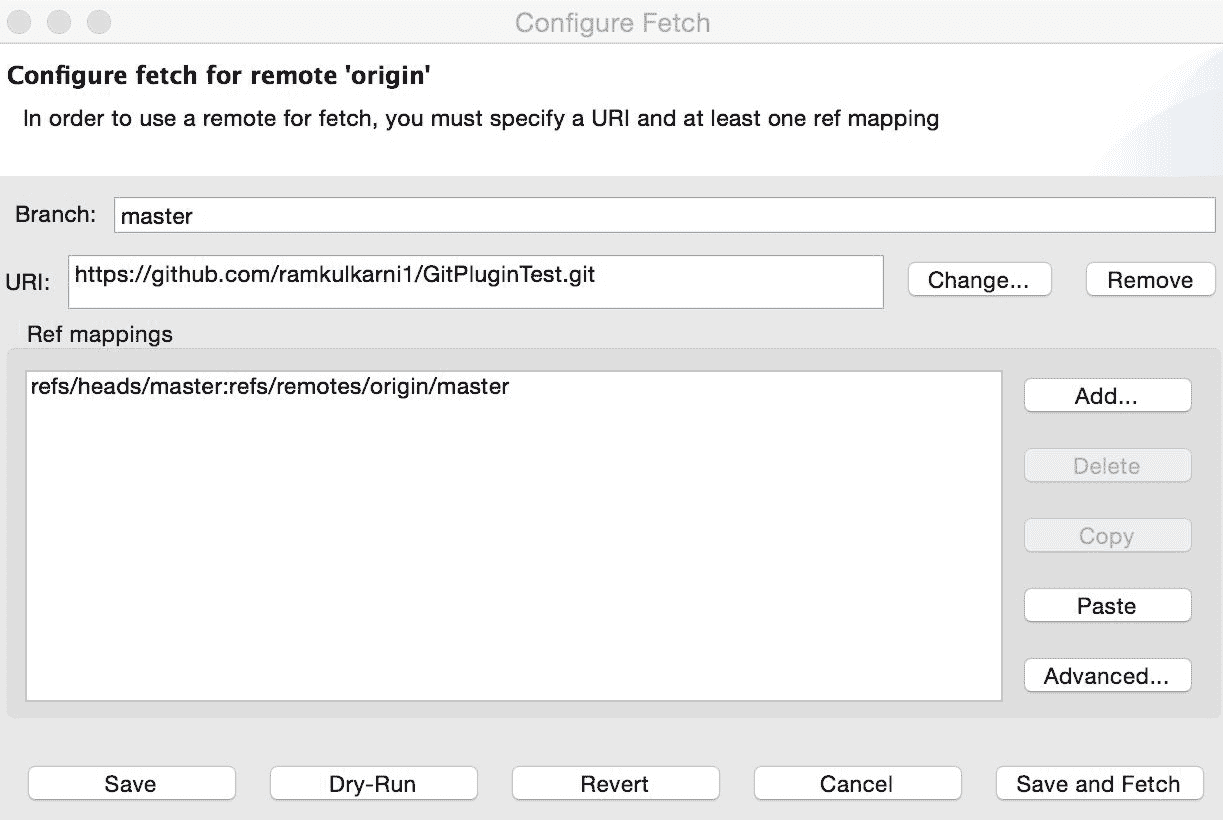 Configure Fetch
Configure fetch for remote 'origin'
In order to use a remote for fetch, you must specify a URI and at least one ref mapping
Branch: master
URI: https://github.com/ramkulkarni1/GitPluginTest.git Change... Remove
Ref mappings
refs/heads/master:refs/remotes/origin/master
Add...
Delete
Copy
Paste
Advanced...
Save Dry-Run Revert Cancel Save and Fetch